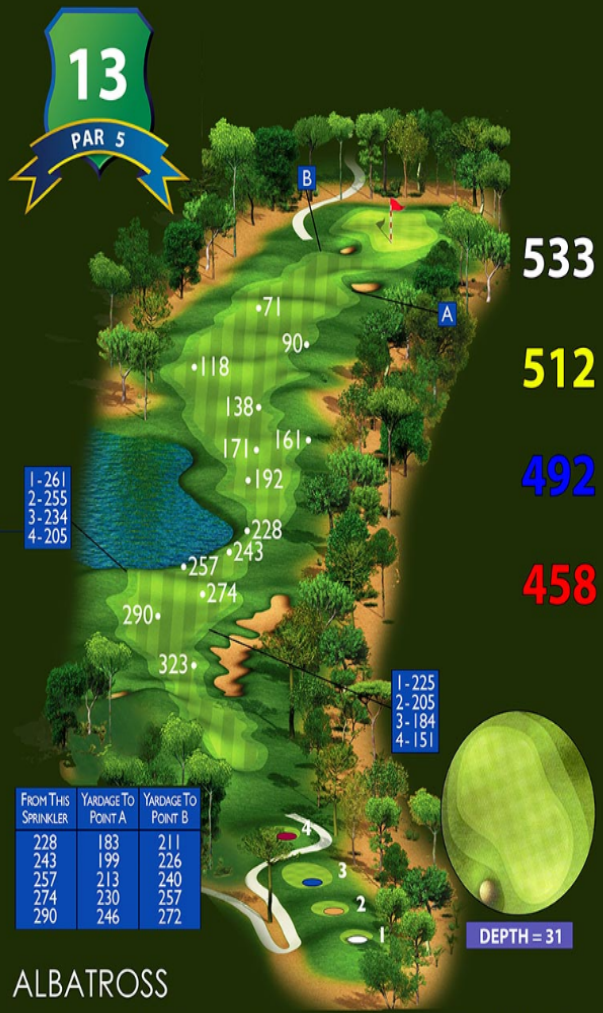 13
PAR 5
B
533
71
A
90
512
118
138
161
171
1-261
2-255
3-234
4-205
192
492
228
243
257
274
458
290
323
1-225
2-205
3-184
4-151
FROM THIS SPRINKLER YARDAGE TO POINT A YARDAGE TO POINT B
228 183 211
243 199 226
257 213 240
274 230 257
290 246 272
4
3
2
1
DEPTH = 31
ALBATROSS